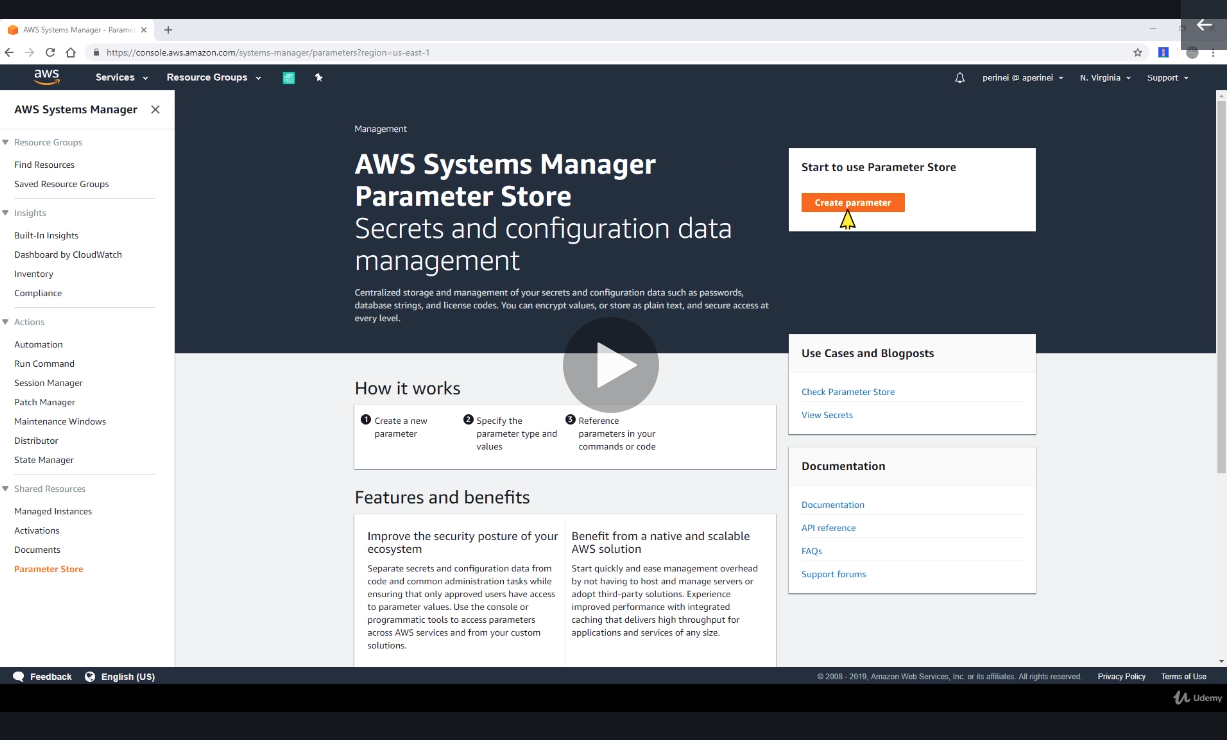 AWS Systems Manager - Parame
https://console.aws.amazon.com/systems-manager/parameters?region=us-east-1
aws
Services
Resource Groups
perinei @ aperinei
N. Virginia
Support
AWS Systems Manager
Resource Groups
Find Resources
Saved Resource Groups
Insights
Built-In Insights
Dashboard by CloudWatch
Inventory
Compliance
Actions
Automation
Run Command
Session Manager
Patch Manager
Maintenance Windows
Distributor
State Manager
Shared Resources
Managed Instances
Activations
Documents
Parameter Store
Management
AWS Systems Manager
Parameter Store
Secrets and configuration data
management
Centralized storage and management of your secrets and configuration data such as passwords,
database strings, and license codes. You can encrypt values, or store as plain text, and secure access at
every level.
Start to use Parameter Store
Create parameter
How it works
1 Create a new
parameter
2 Specify the
parameter type and
values
3 Reference
parameters in your
commands or code
Features and benefits
Improve the security posture of your
ecosystem
Separate secrets and configuration data from
code and common administration tasks while
ensuring that only approved users have access
to parameter values. Use the console or
programmatic tools to access parameters
across AWS services and from your custom
solutions.
Benefit from a native and scalable
AWS solution
Start quickly and ease management overhead
by not having to host and manage servers or
adopt third-party solutions. Experience
improved performance with integrated
caching that delivers high throughput for
applications and services of any size.
Use Cases and Blogposts
Check Parameter Store
View Secrets
Documentation
Documentation
API reference
FAQs
Support forums
Feedback
English (US)
© 2008 - 2019, Amazon Web Services, Inc. or its affiliates. All rights reserved.
Privacy Policy
Terms of Use
Udemy